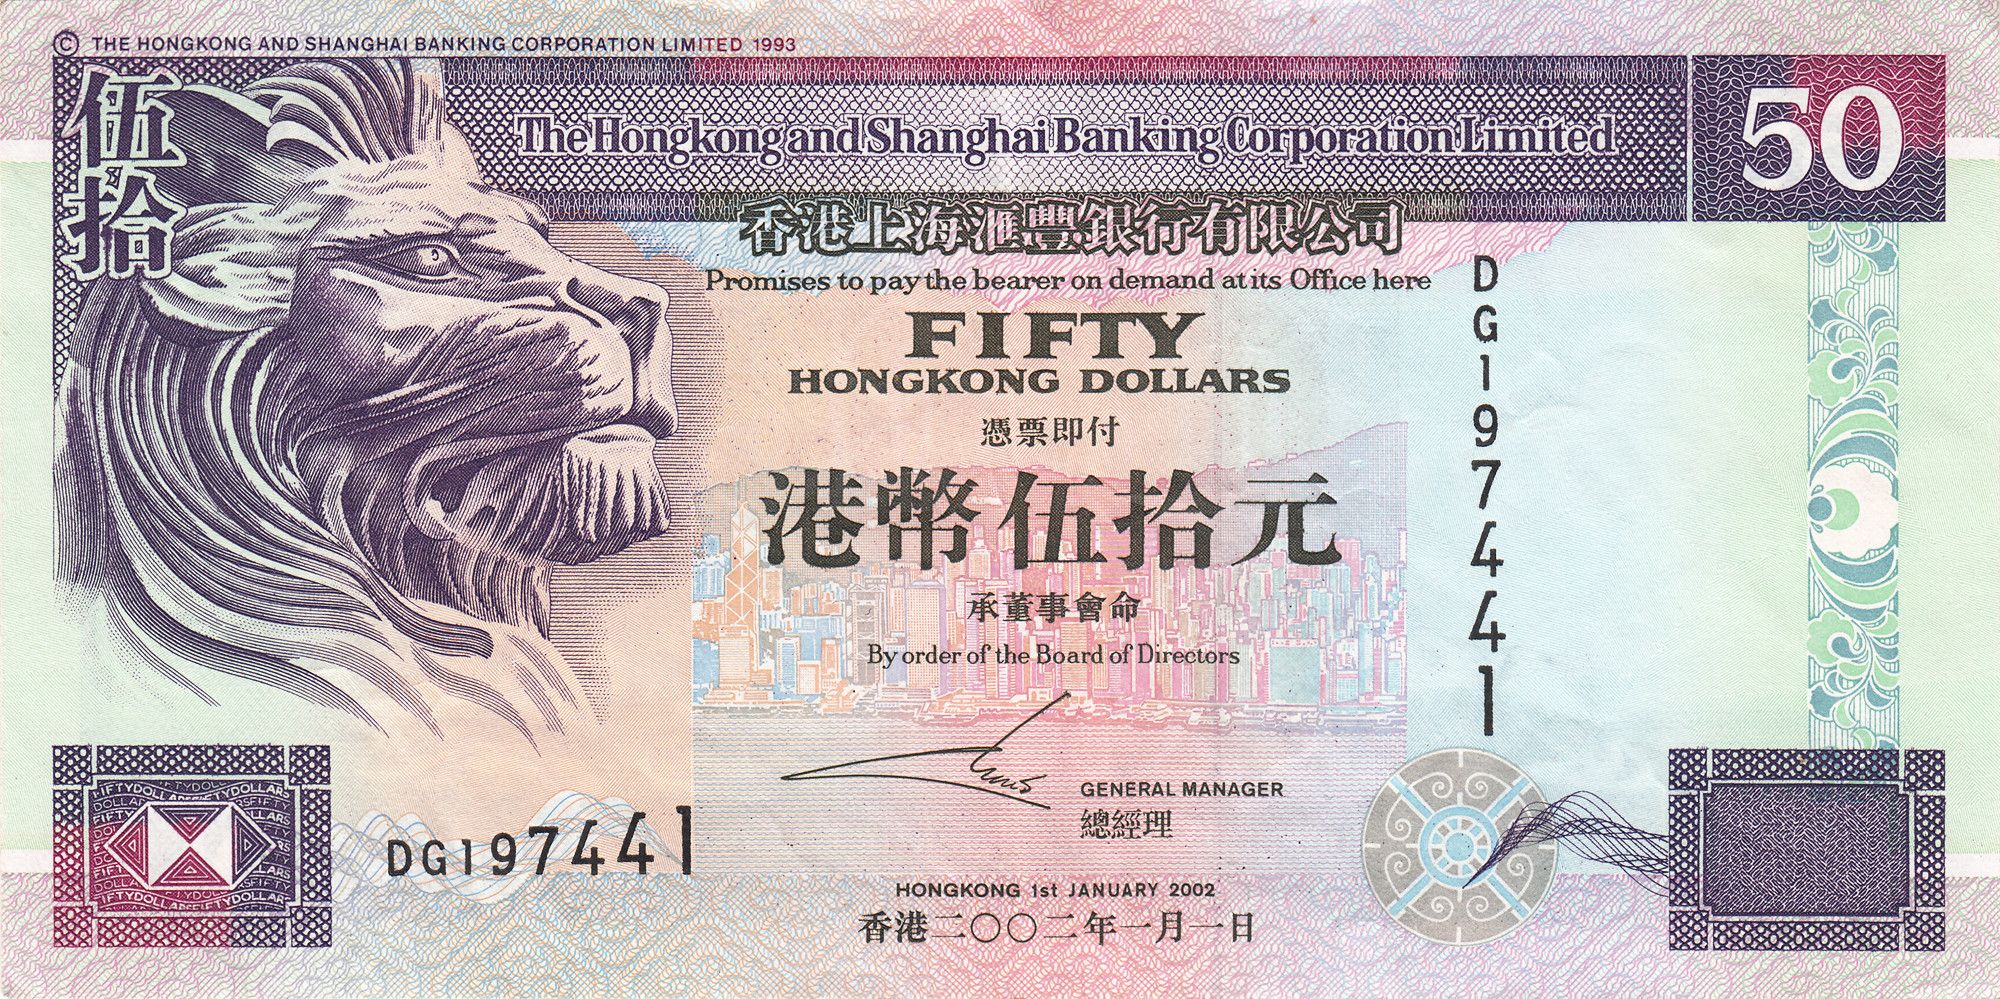 © THE HONGKONG AND SHANGHAI BANKING CORPORATION LIMITED 1993
伍拾
The Hongkong and Shanghai Banking Corporation Limited
50
香港上海滙豐銀行有限公司
Promises to pay the bearer on demand at its Office here
FIFTY
HONGKONG DOLLARS
憑票即付
港幣伍拾元
承董事會命
By order of the Board of Directors
DG197441
GENERAL MANAGER
總經理
DG197441
HONGKONG 1st JANUARY 2002
香港二〇〇二年一月一日